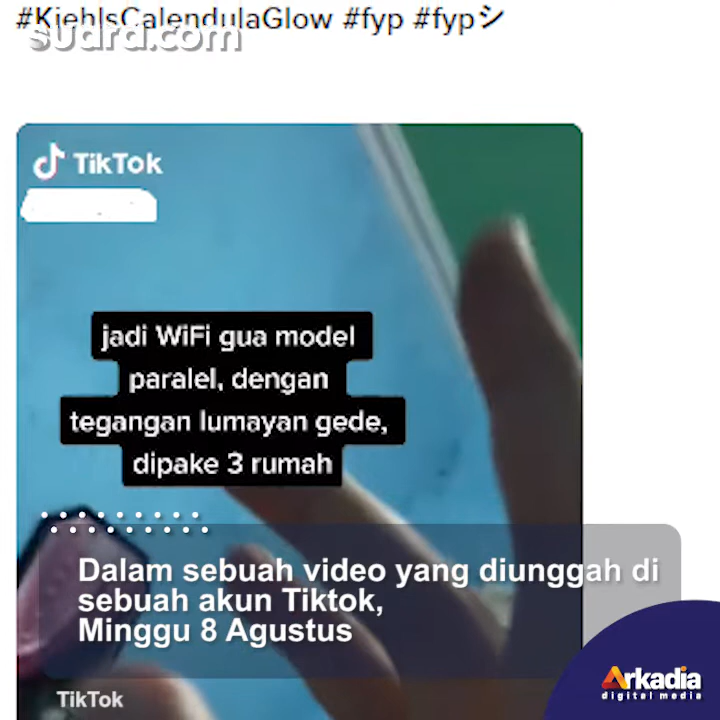 #KiehlsCalendulaGlow #fyp #fypシ
suara.com
TikTok
jadi WiFi gua model
paralel, dengan
tegangan lumayan gede,
dipake 3 rumah
Dalam sebuah video yang diunggah di
sebuah akun Tiktok,
Minggu 8 Agustus
TikTok
Arkadia
digital media